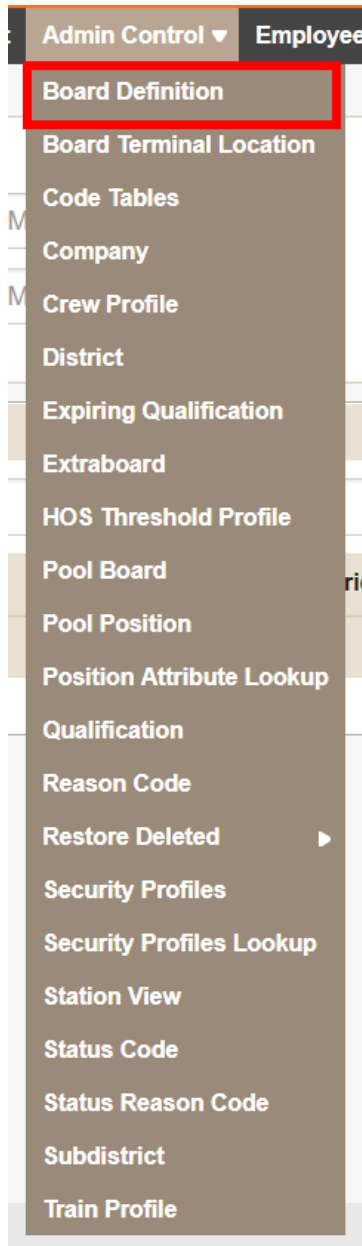 Admin Control ▼ Employee
Board Definition
Board Terminal Location
Code Tables
Company
Crew Profile
District
Expiring Qualification
Extraboard
HOS Threshold Profile
Pool Board
Pool Position
Position Attribute Lookup
Qualification
Reason Code
Restore Deleted ▶
Security Profiles
Security Profiles Lookup
Station View
Status Code
Status Reason Code
Subdistrict
Train Profile